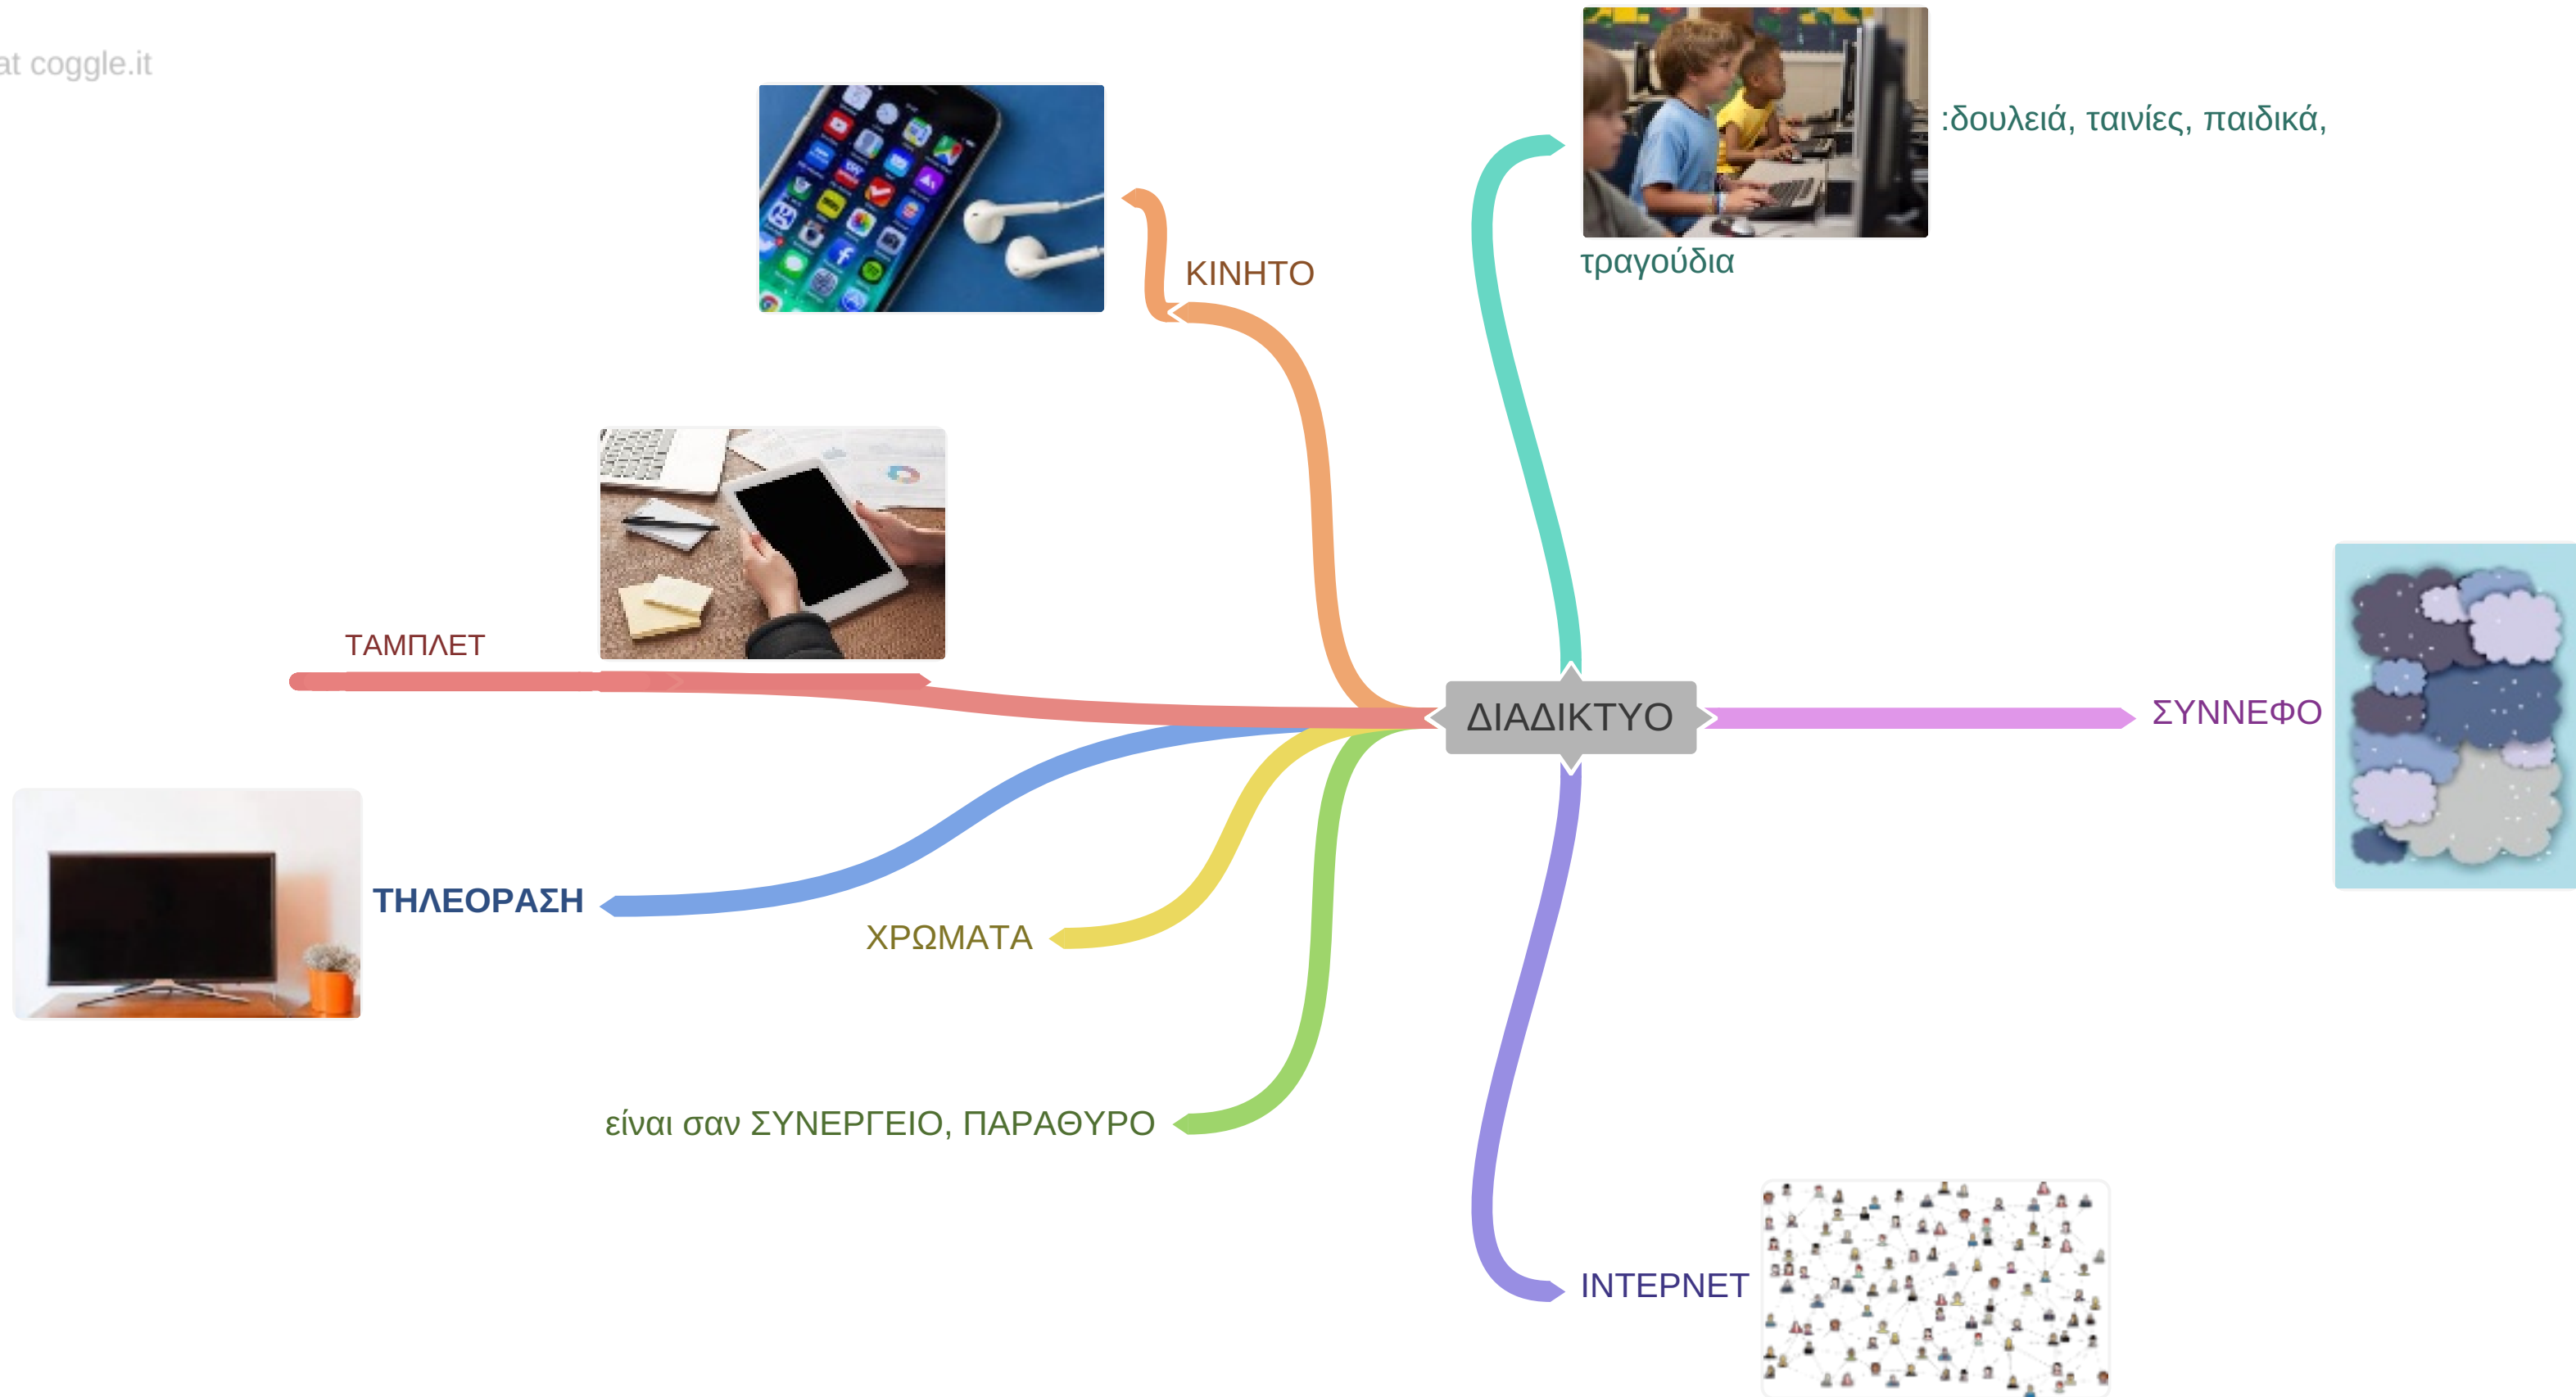 at coggle.it
:δουλειά, ταινίες, παιδικά,
τραγούδια
ΚΙΝΗΤΟ
ΤΑΜΠΛΕΤ
ΔΙΑΔΙΚΤΥΟ
ΣΥΝΝΕΦΟ
ΤΗΛΕΟΡΑΣΗ
ΧΡΩΜΑΤΑ
είναι σαν ΣΥΝΕΡΓΕΙΟ, ΠΑΡΑΘΥΡΟ
ΙΝΤΕΡΝΕΤ